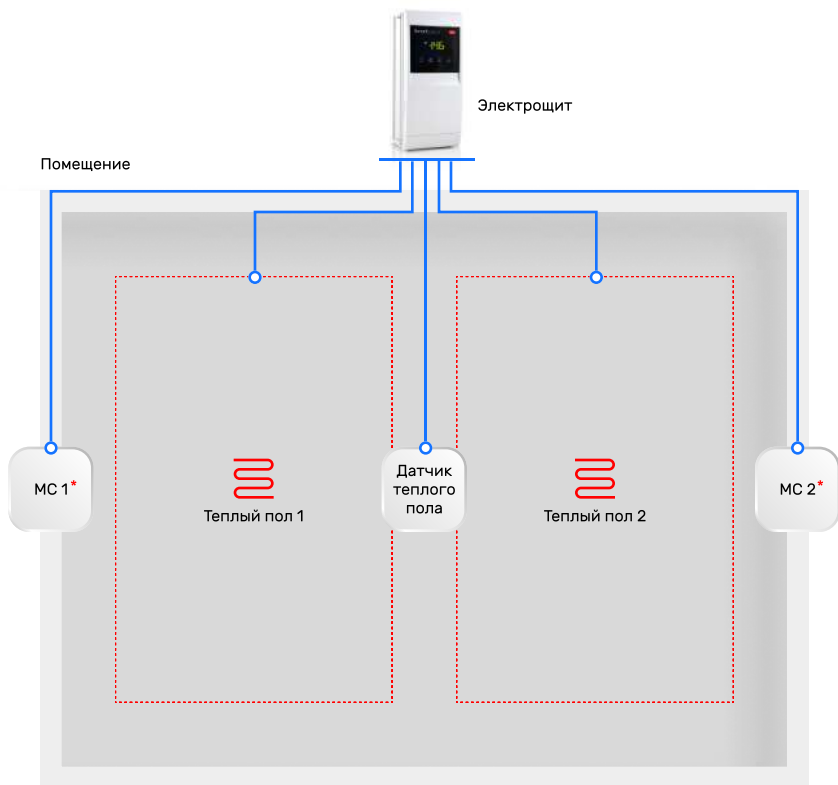 Электрощит
Помещение
МС 1*
Датчик
теплого
пола
МС 2*
Теплый пол 1
Теплый пол 2